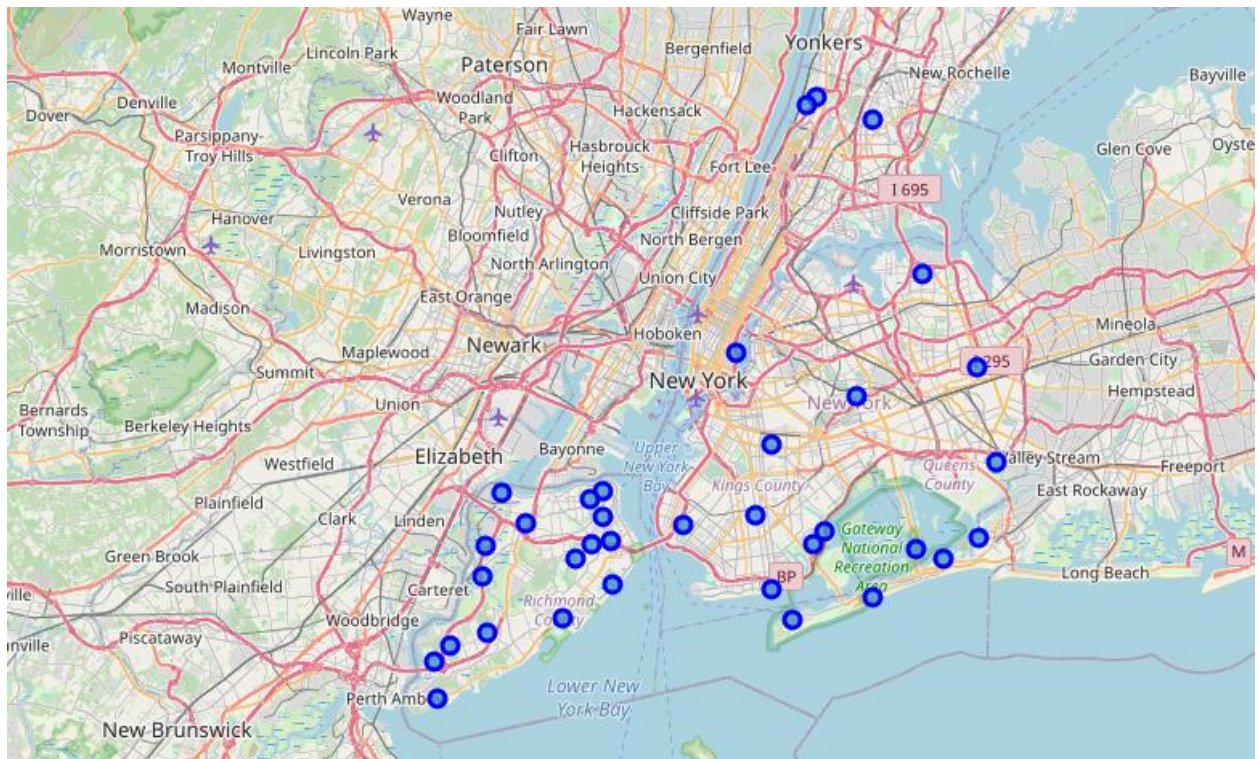 Wayne
Fair Lawn
Yonkers
Lincoln Park
Bergenfield
Montville
Paterson
New Rochelle
Bayville
Denville
Woodland
Park
Hackensack
Dover
Parsippany-
Troy Hills
Clifton
Hasbrouck
Heights
Glen Cove
Oyste
Fort Lee
I 695
Verona
Nutley
Cliffside Park
Hanover
Bloomfield
North Bergen
Morristown
Livingston
North Arlington
Union City
East Orange
Madison
Mineola
Hoboken
Newark
Maplewood
295
Garden City
Summit
New York
Hempstead
Union
New York
Bernards
Township
Berkeley Heights
Bayonne
Upper
New York
Bay
Elizabeth
Westfield
Valley Stream
Queens
County
Freeport
Kings County
East Rockaway
Plainfield
Clark
Linden
Gateway
National
Recreation
Area
Green Brook
M
BP
Long Beach
South Plainfield
Carteret
ville
Richmond
Woodbridge
Piscataway
nville
Lower New
York Bay
Perth Amb
New Brunswick